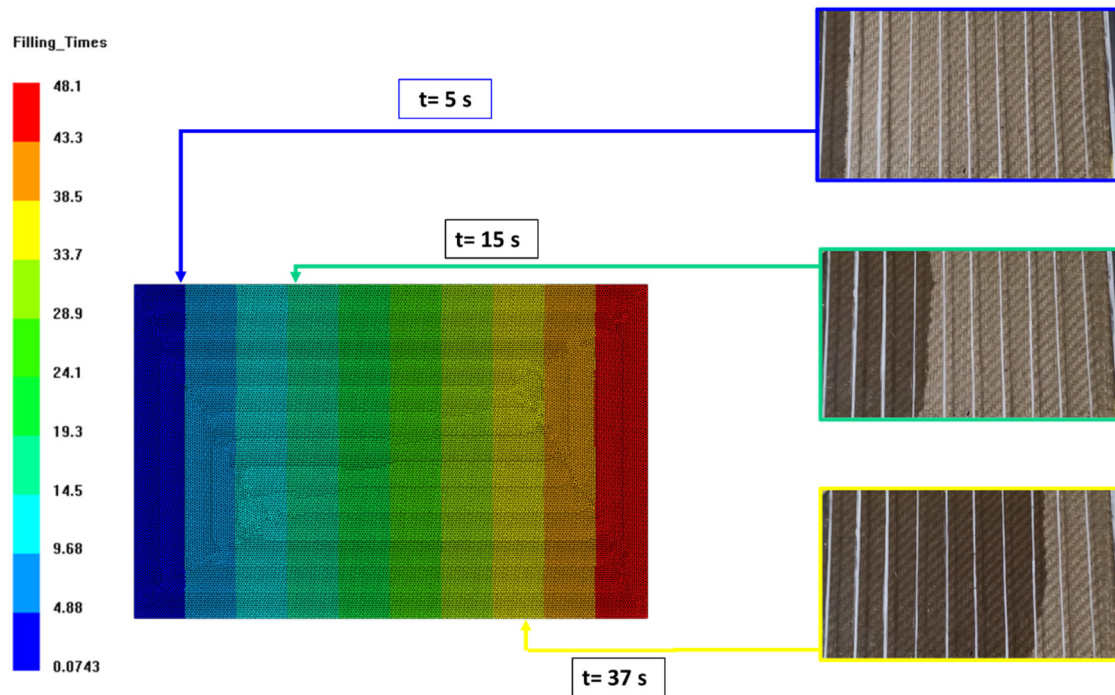 Filling_Times
48.1
43.3
38.5
33.7
28.9
24.1
19.3
14.5
9.68
4.88
0.0743
t= 5 s
t= 15 s
t= 37 s